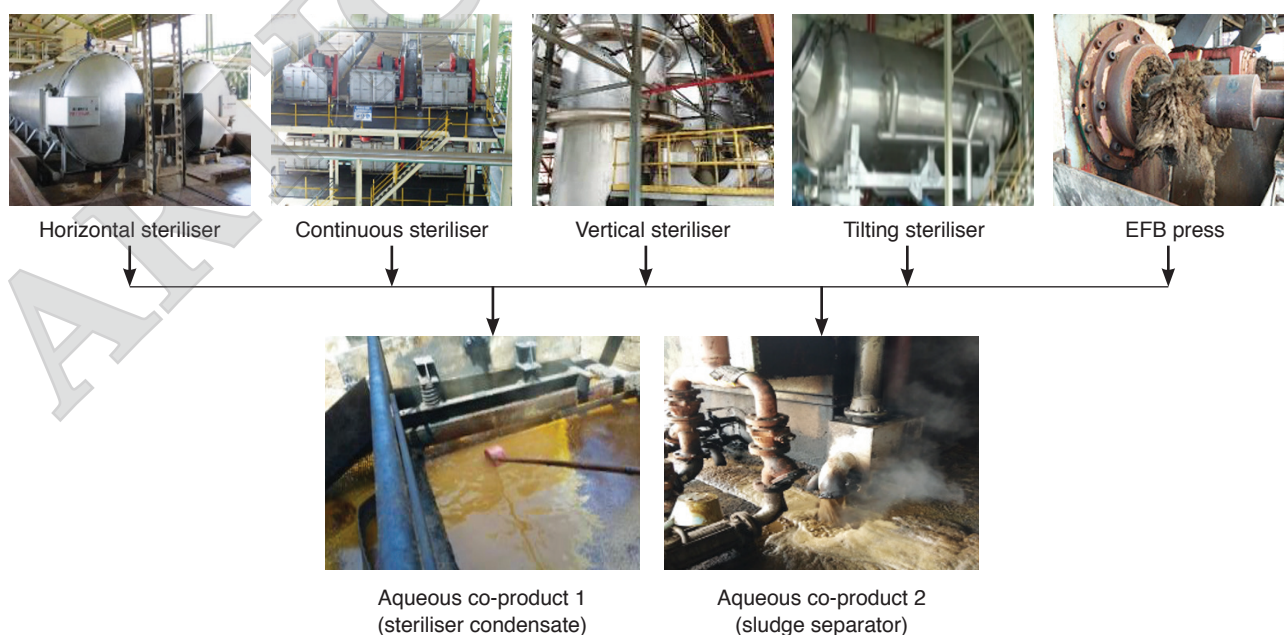 ARTIC
Horizontal steriliser
Continuous steriliser
Vertical steriliser
Tilting steriliser
EFB press
Aqueous co-product 1
(steriliser condensate)
Aqueous co-product 2
(sludge separator)